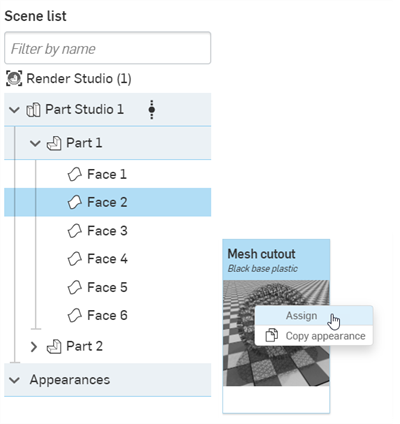 Scene list
Filter by name
Render Studio (1)
Part Studio 1
Part 1
Face 1
Face 2
Face 3
Face 4
Face 5
Face 6
Part 2
Appearances
Mesh cutout
Black base plastic
Assign
Copy appearance